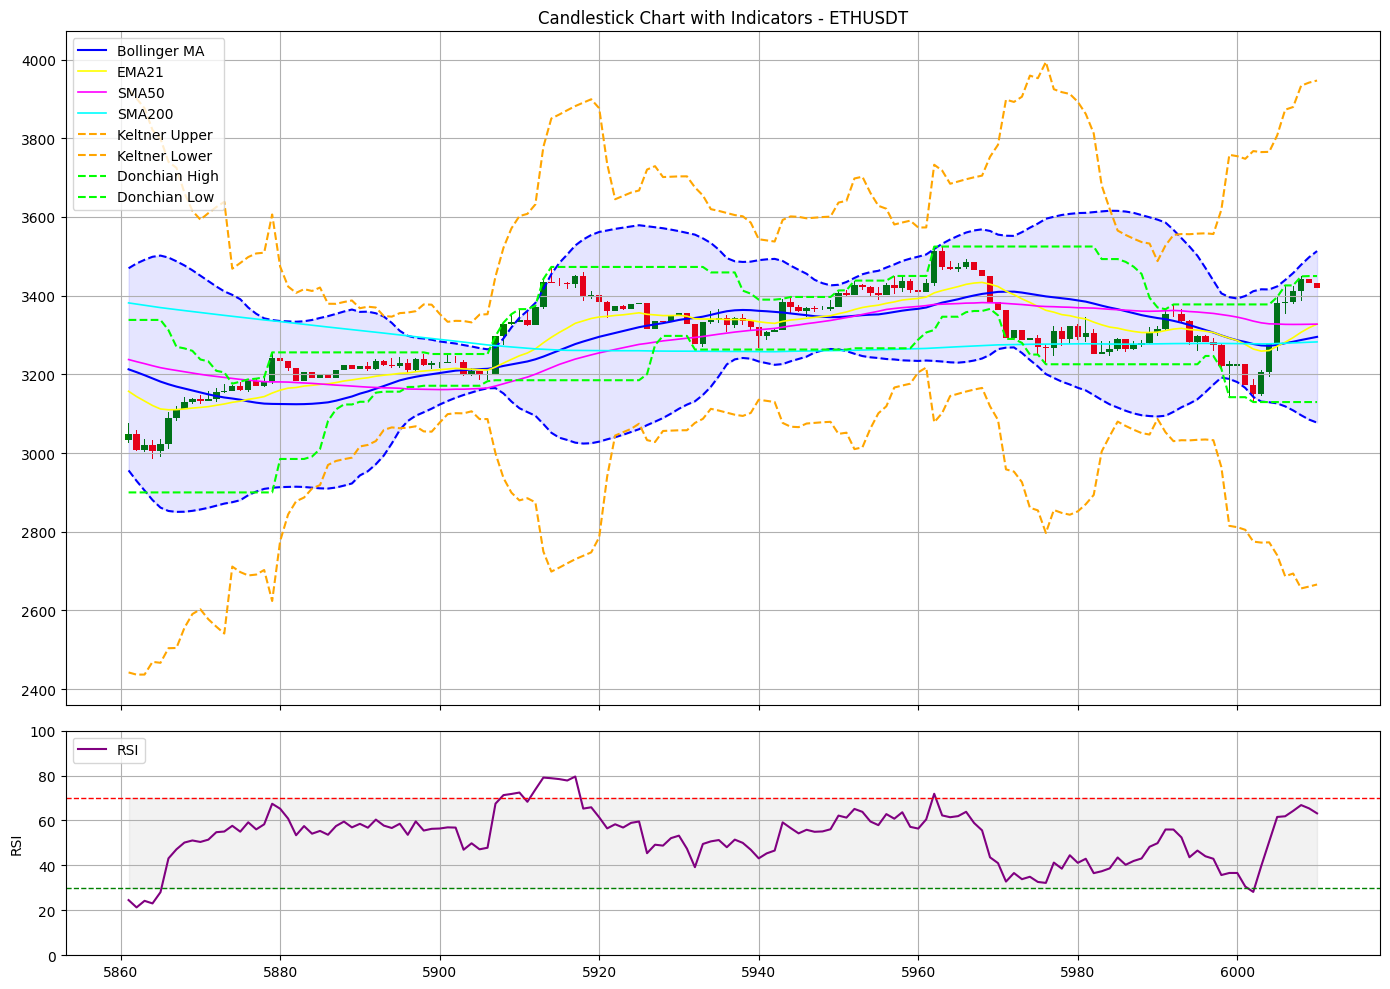 Candlestick Chart with Indicators - ETHUSDT
Bollinger MA
EMA21
SMA50
SMA200
Keltner Upper
Keltner Lower
Donchian High
Donchian Low
4000
3800
3600
3400
3200
3000
2800
2600
2400
RSI
RSI
100
80
60
40
20
0
5860 5880 5900 5920 5940 5960 5980 6000